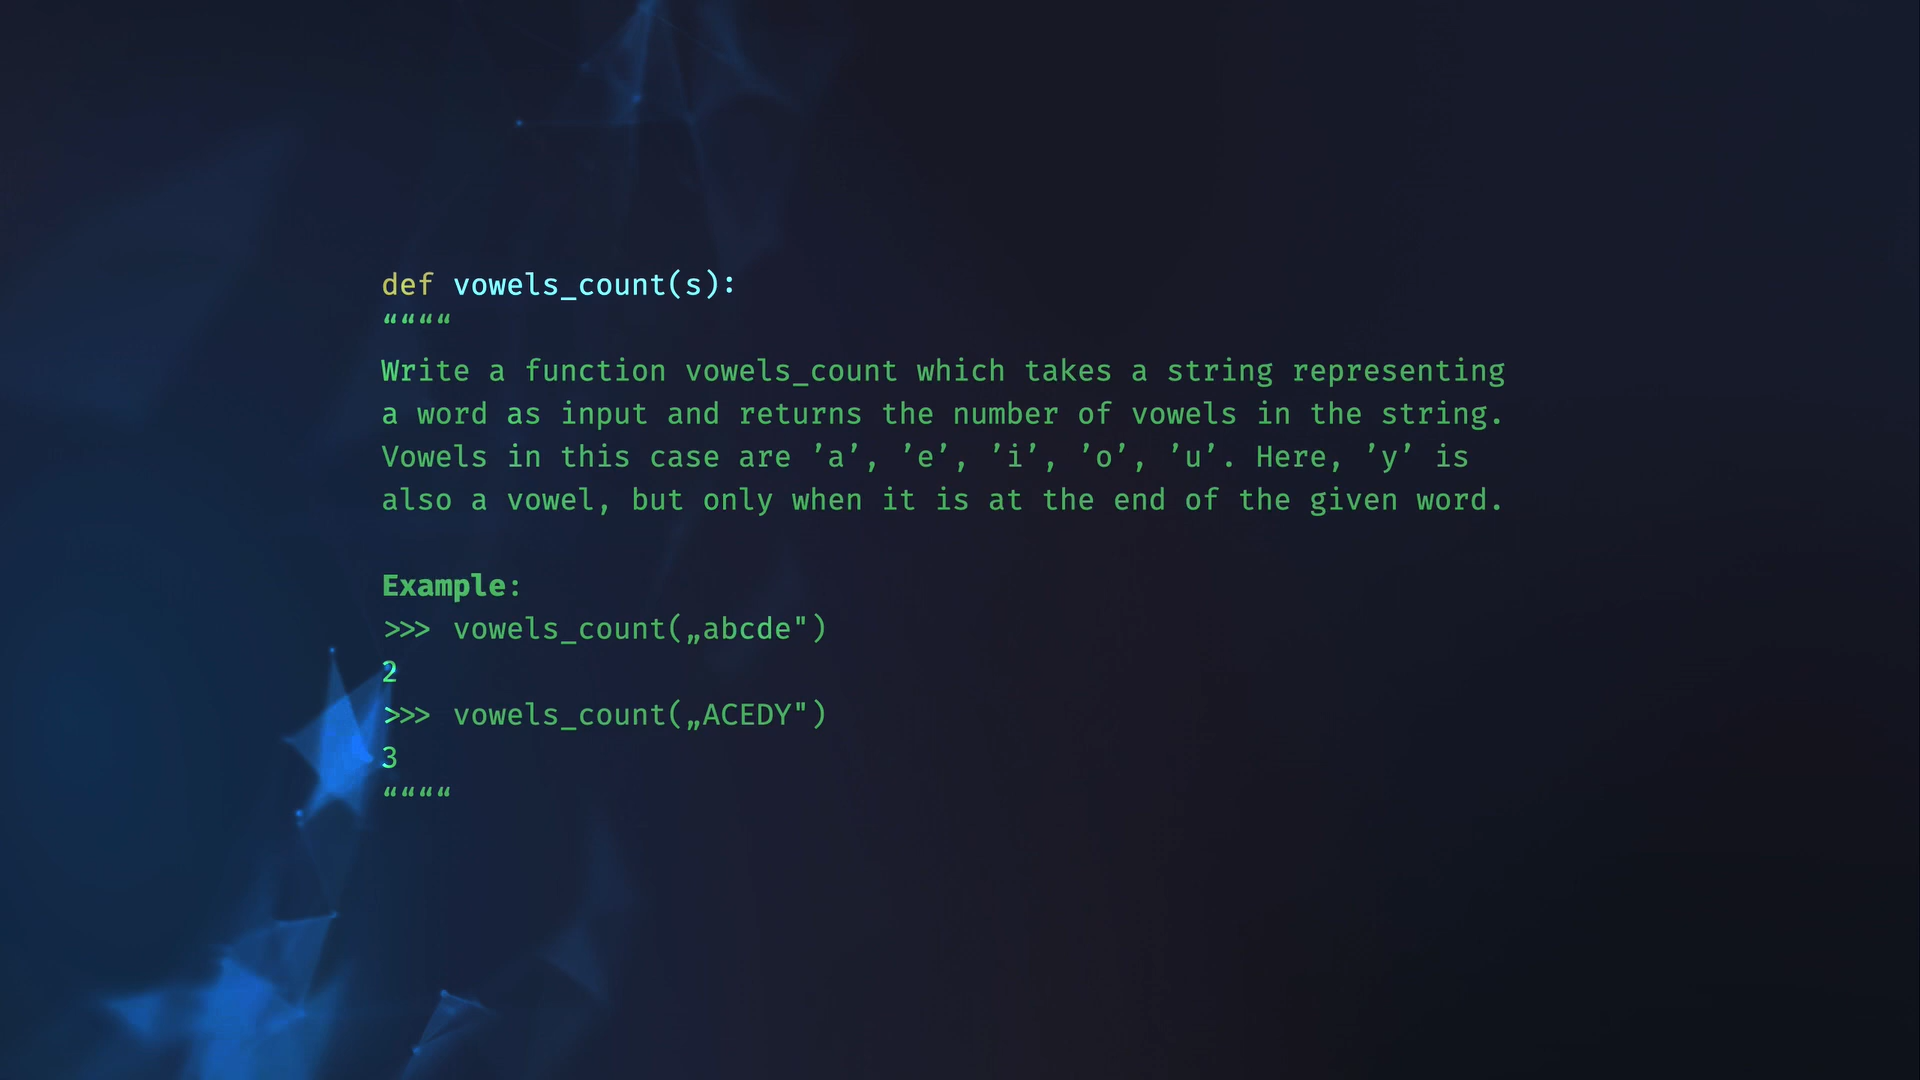 def vowels_count(s):
““““
Write a function vowels_count which takes a string representing
a word as input and returns the number of vowels in the string.
Vowels in this case are ’a’, ’e’, ’i’, ’o’, ’u’. Here, ’y’ is
also a vowel, but only when it is at the end of the given word.
Example:
>>> vowels_count(„abcde")
2
>>> vowels_count(„ACEDY")
3
““““